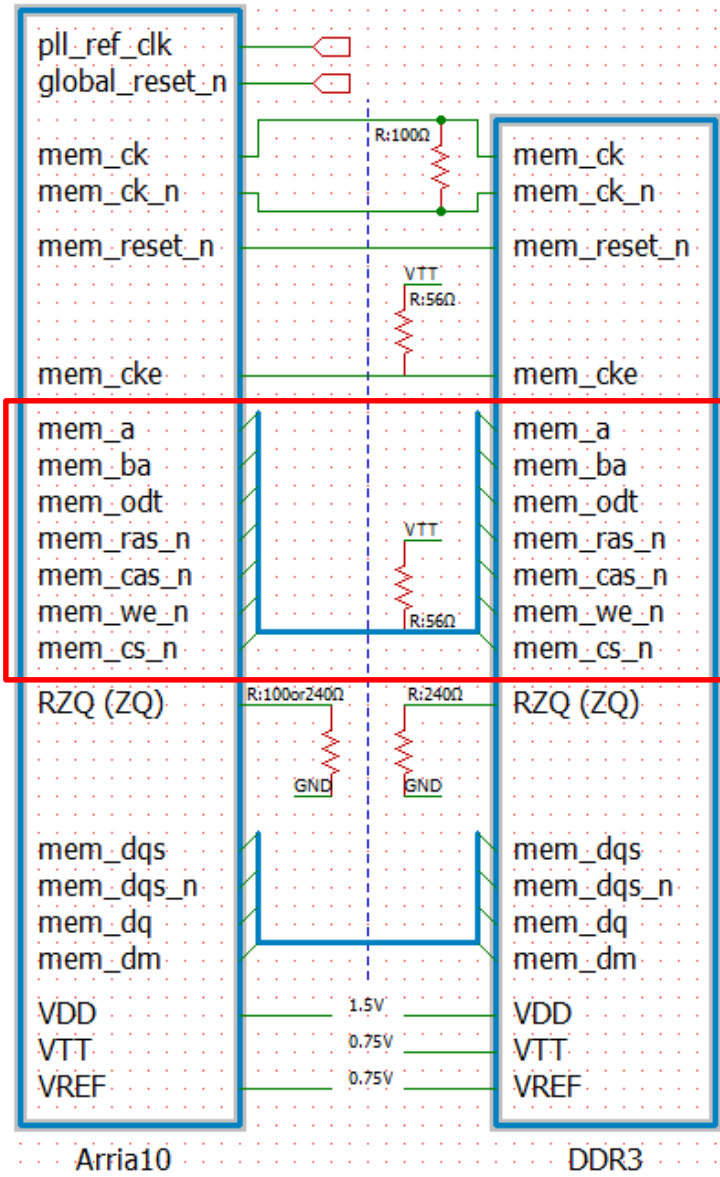 pll_ref_clk
global_reset_n
R:100Ω
mem_ck mem_ck
mem_ck_n mem_ck_n
mem_reset_n mem_reset_n
VTT
R:56Ω
mem_cke mem_cke
mem_a mem_a
mem_ba mem_ba
mem_odt mem_odt
VTT
mem_ras_n mem_ras_n
mem_cas_n mem_cas_n
mem_we_n R:56Ω mem_we_n
mem_cs_n mem_cs_n
RZQ (ZQ) R:100or240Ω R:240Ω RZQ (ZQ)
GND GND
mem_dqs mem_dqs
mem_dqs_n mem_dqs_n
mem_dq mem_dq
mem_dm mem_dm
VDD 1.5V VDD
VTT 0.75V VTT
VREF 0.75V VREF
Arria10 DDR3